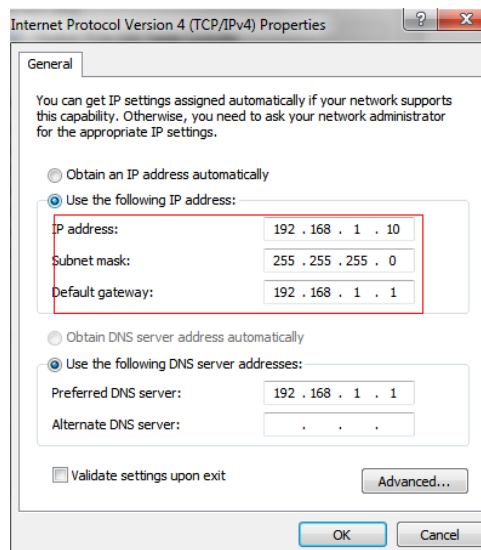 Internet Protocol Version 4 (TCP/IPv4) Properties
General
You can get IP settings assigned automatically if your network supports
this capability. Otherwise, you need to ask your network administrator
for the appropriate IP settings.
Obtain an IP address automatically
Use the following IP address:
IP address: 192 . 168 . 1 . 10
Subnet mask: 255 . 255 . 255 . 0
Default gateway: 192 . 168 . 1 . 1
Obtain DNS server address automatically
Use the following DNS server addresses:
Preferred DNS server: 192 . 168 . 1 . 1
Alternate DNS server: . . .
Validate settings upon exit
Advanced...
OK Cancel